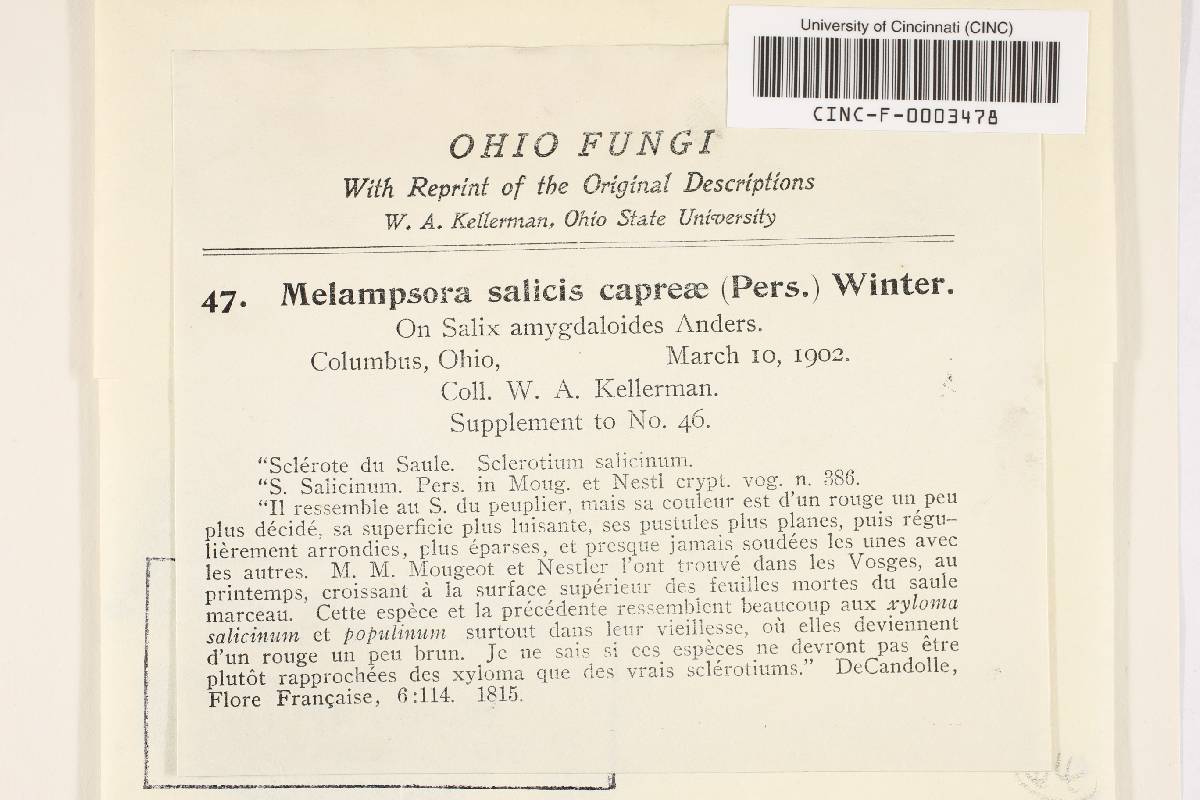 University of Cincinnati (CINC)
CINC-F-0003478
OHIO FUNGI
With Reprint of the Original Descriptions
W. A. Kellerman, Ohio State University
47. Melampsora salicis capreæ (Pers.) Winter.
On Salix amygdaloides Anders.
Columbus, Ohio, March 10, 1902.
Coll. W. A. Kellerman.
Supplement to No. 46.
“Sclérote du Saule. Sclerotium salicinum.
“S. Salicinum. Pers. in Moug. et Nestl crypt. vog. n. 386.
“Il ressemble au S. du peuplier, mais sa couleur est d’un rouge un peu
plus décidé, sa superficie plus luisante, ses pustules plus planes, puis régu-
lièrement arrondies, plus éparses, et presque jamais soudées les unes avec
les autres. M. M. Mougeot et Nestler l’ont trouvé dans les Vosges, au
printemps, croissant à la surface supérieur des feuilles mortes du saule
marceau. Cette espèce et la précédente ressemblent beaucoup aux xyloma
salicinum et populinum surtout dans leur vieillesse, où elles deviennent
d’un rouge un peu brun. Je ne sais si ces espèces ne devront pas être
plutôt rapprochées des xyloma que des vrais sclérotiums.” DeCandolle,
Flore Française, 6:114. 1815.